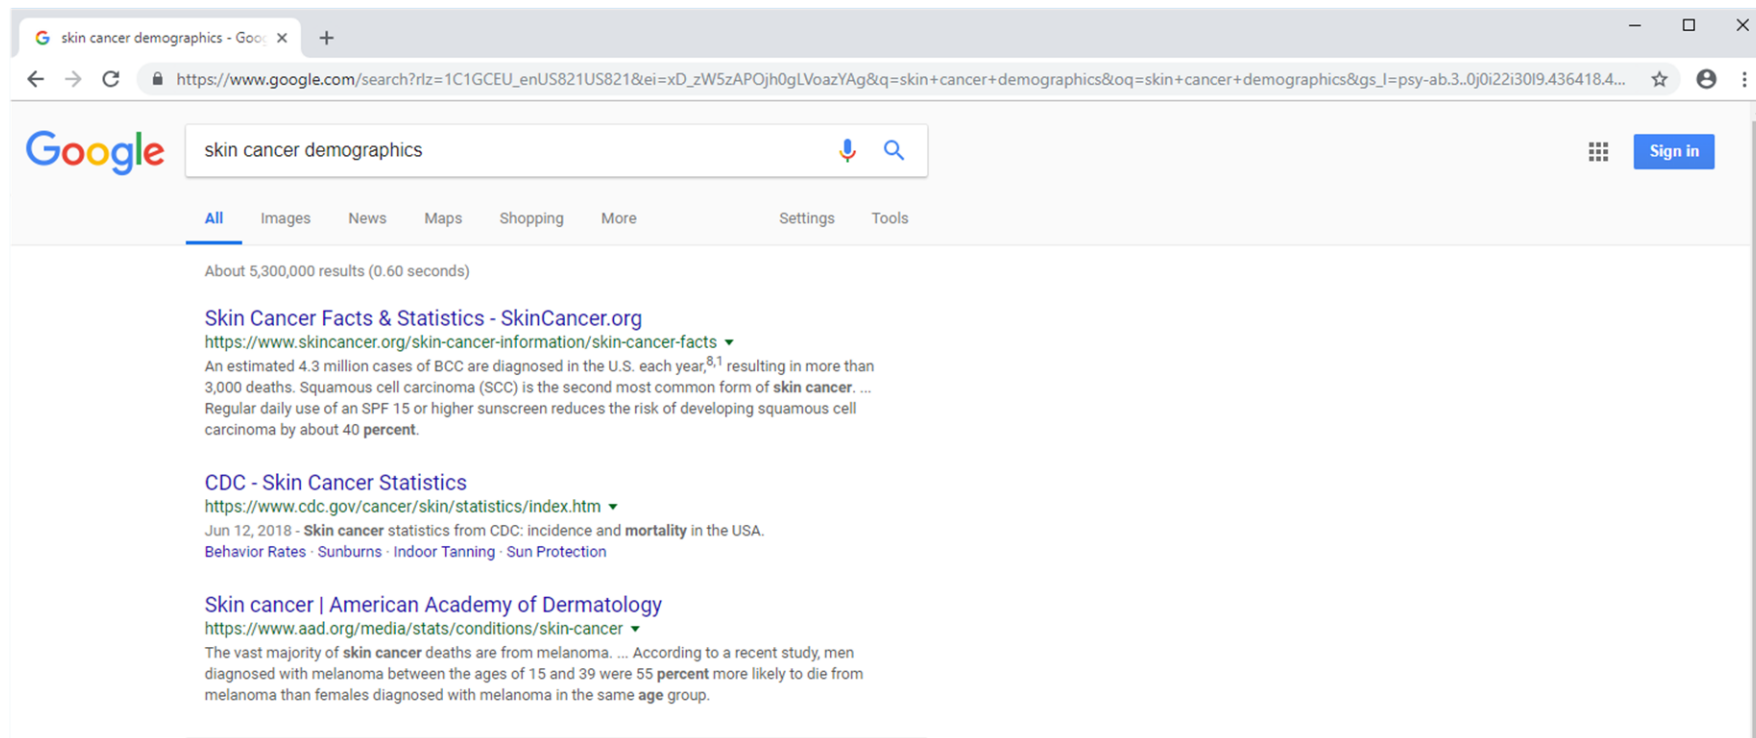 skin cancer demographics - Goo
https://www.google.com/search?rlz=1C1GCEU_enUS821US821&ei=xD_zW5zAPOjh0gLVoazYAg&q=skin+cancer+demographics&oq=skin+cancer+demographics&gs_l=psy-ab.3..0j0i22i30l9.436418.4...
Google skin cancer demographics Sign in
All Images News Maps Shopping More Settings Tools
About 5,300,000 results (0.60 seconds)
Skin Cancer Facts & Statistics - SkinCancer.org
https://www.skincancer.org/skin-cancer-information/skin-cancer-facts
An estimated 4.3 million cases of BCC are diagnosed in the U.S. each year,8,1 resulting in more than
3,000 deaths. Squamous cell carcinoma (SCC) is the second most common form of skin cancer. ...
Regular daily use of an SPF 15 or higher sunscreen reduces the risk of developing squamous cell
carcinoma by about 40 percent.
CDC - Skin Cancer Statistics
https://www.cdc.gov/cancer/skin/statistics/index.htm
Jun 12, 2018 - Skin cancer statistics from CDC: incidence and mortality in the USA.
Behavior Rates · Sunburns · Indoor Tanning · Sun Protection
Skin cancer | American Academy of Dermatology
https://www.aad.org/media/stats/conditions/skin-cancer
The vast majority of skin cancer deaths are from melanoma. ... According to a recent study, men
diagnosed with melanoma between the ages of 15 and 39 were 55 percent more likely to die from
melanoma than females diagnosed with melanoma in the same age group.